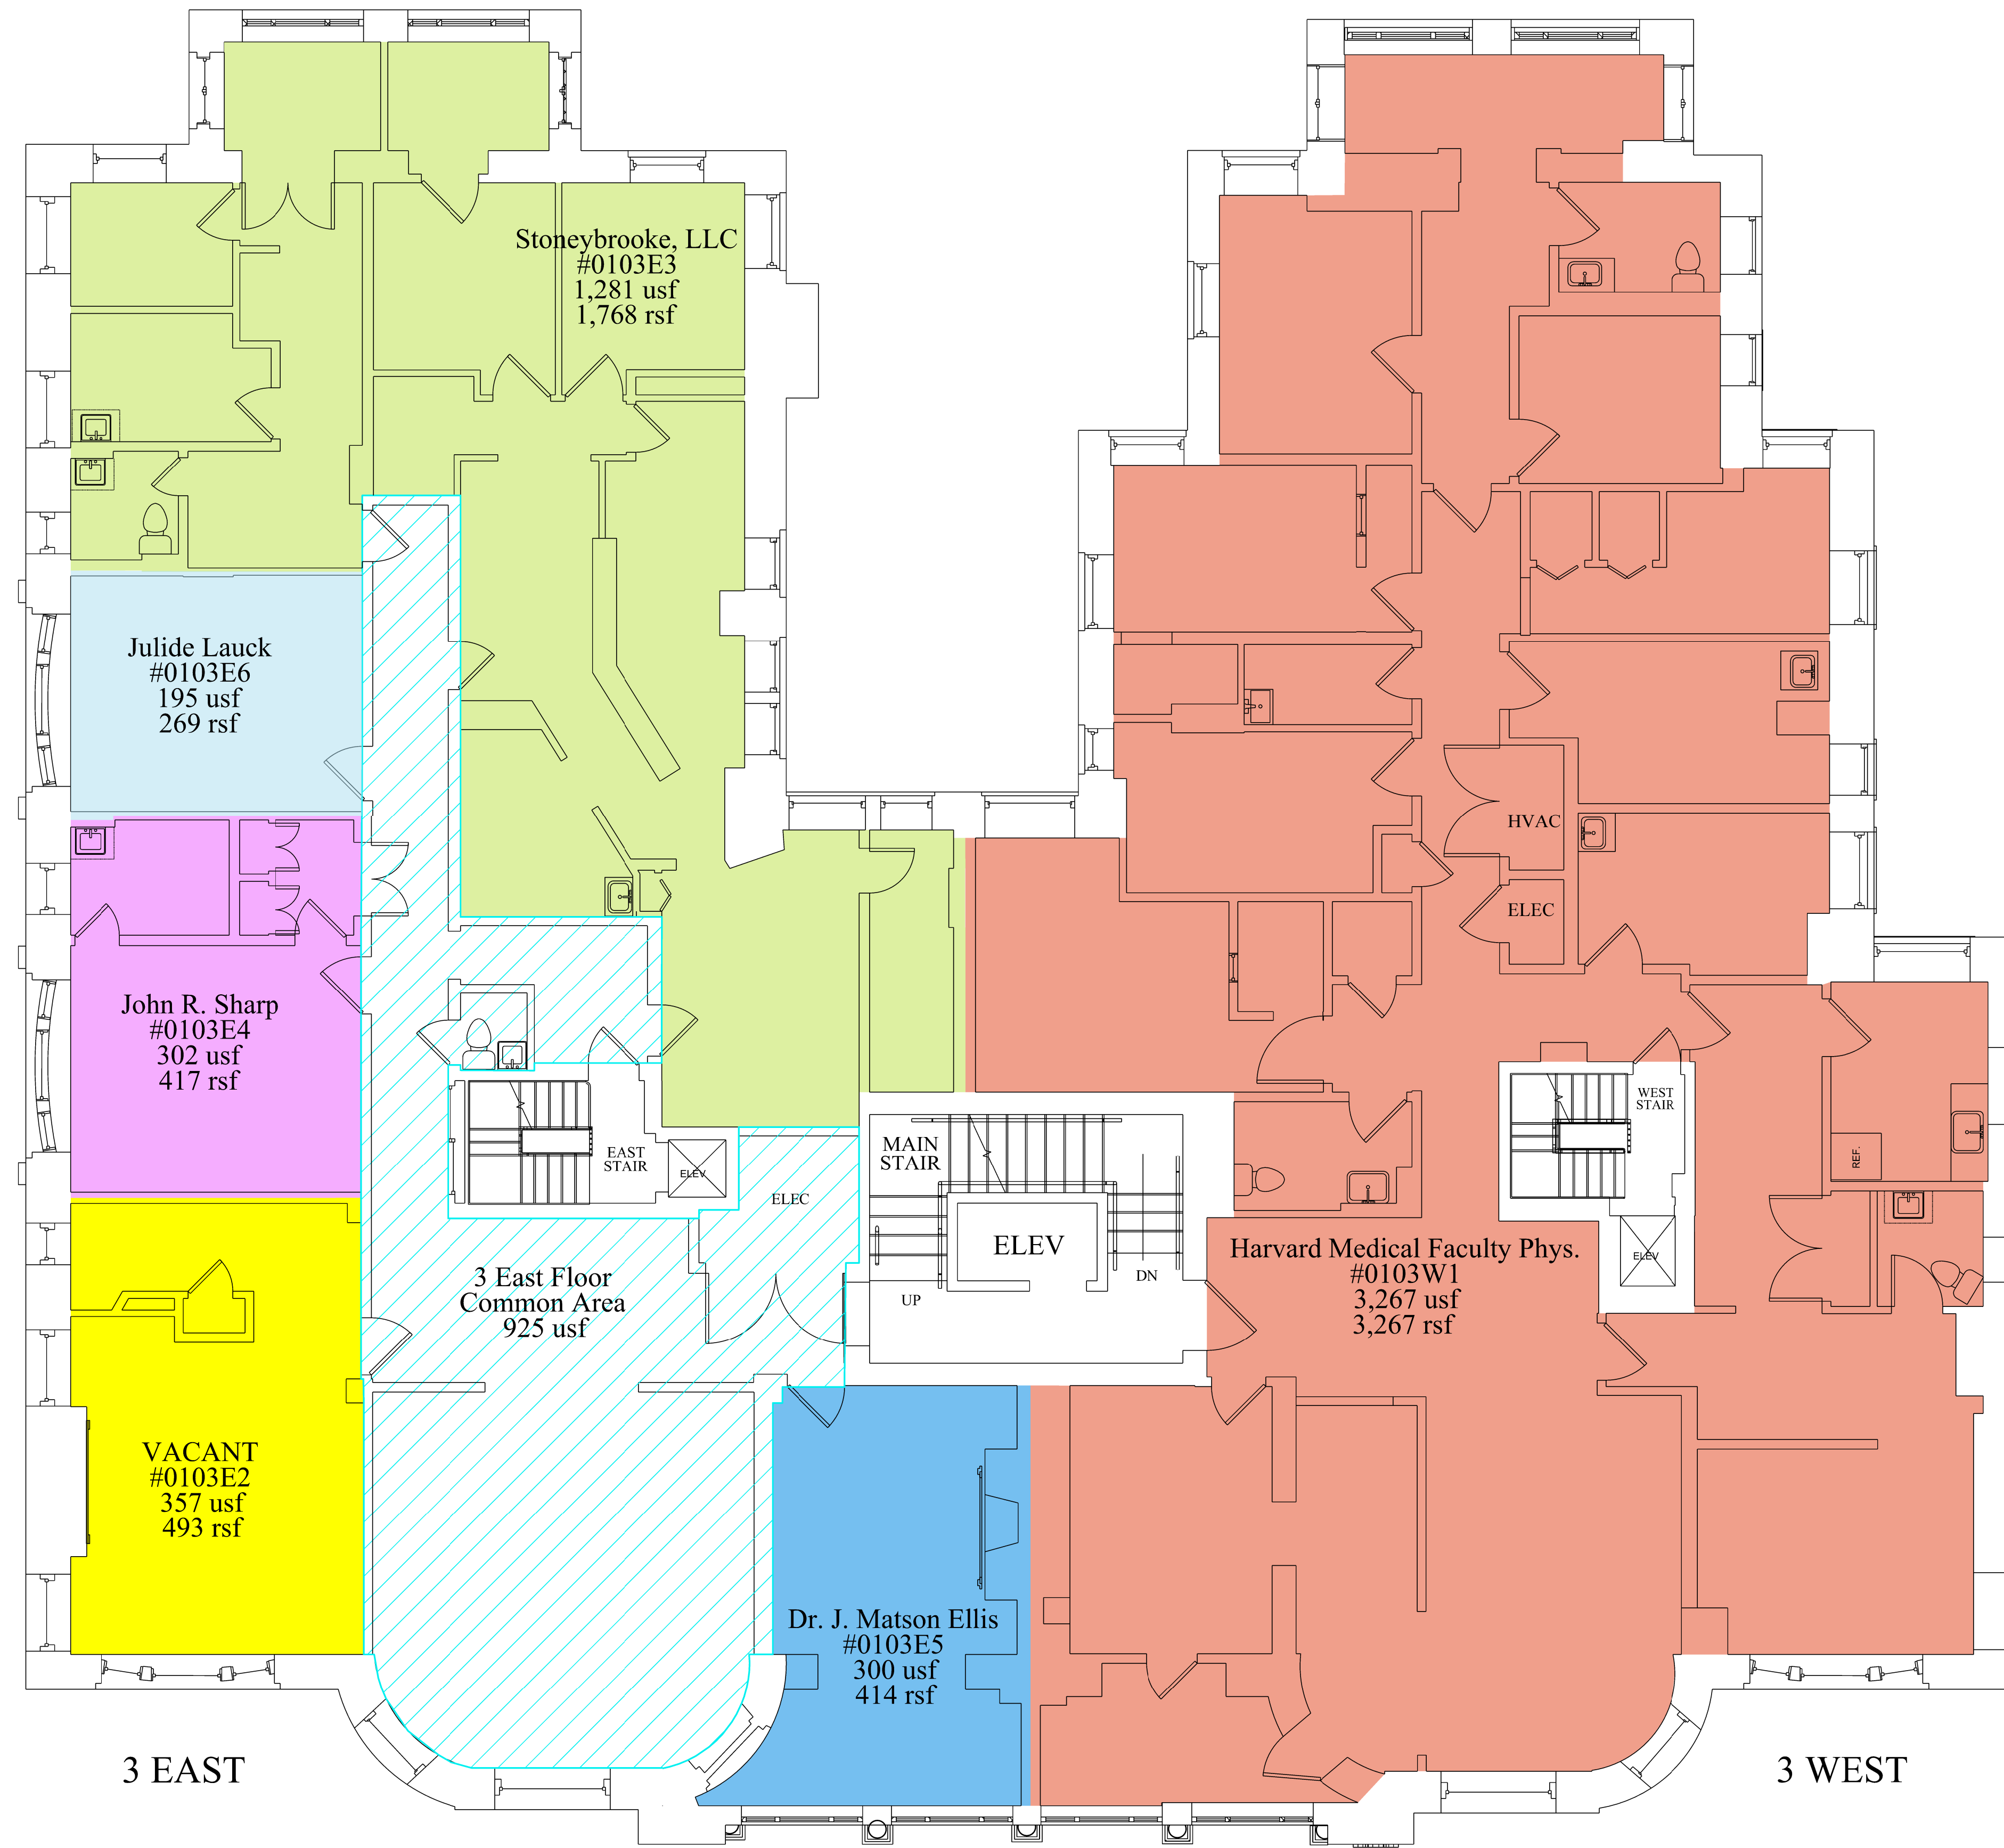 Stoneybrooke, LLC
#0103E3
1,281 usf
1,768 rsf
Julide Lauck
#0103E6
195 usf
269 rsf
HVAC
ELEC
John R. Sharp
#0103E4
302 usf
417 rsf
EAST
STAIR
ELEV
ELEC
MAIN
STAIR
ELEV
UP
DN
WEST
STAIR
REF.
ELEV
Harvard Medical Faculty Phys.
#0103W1
3,267 usf
3,267 rsf
3 East Floor
Common Area
925 usf
VACANT
#0103E2
357 usf
493 rsf
Dr. J. Matson Ellis
#0103E5
300 usf
414 rsf
3 EAST
3 WEST